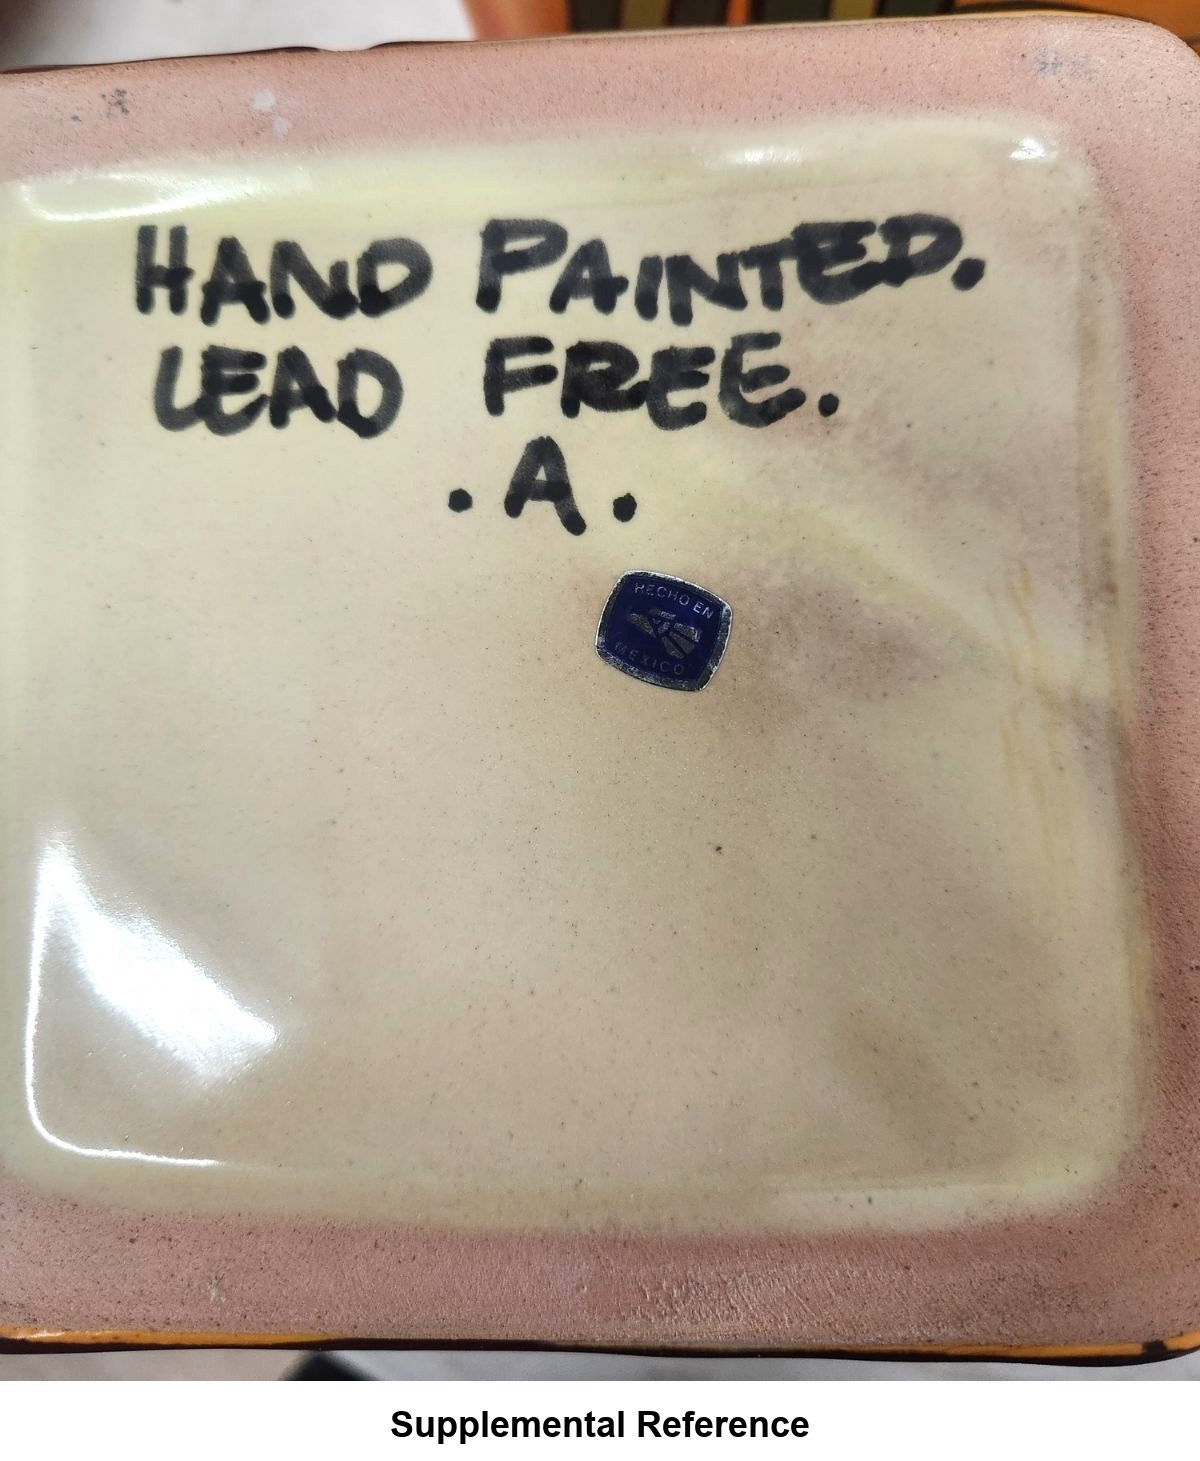 HAND PAINTED.
LEAD FREE.
.A.
HECHO EN
MEXICO
Supplemental Reference